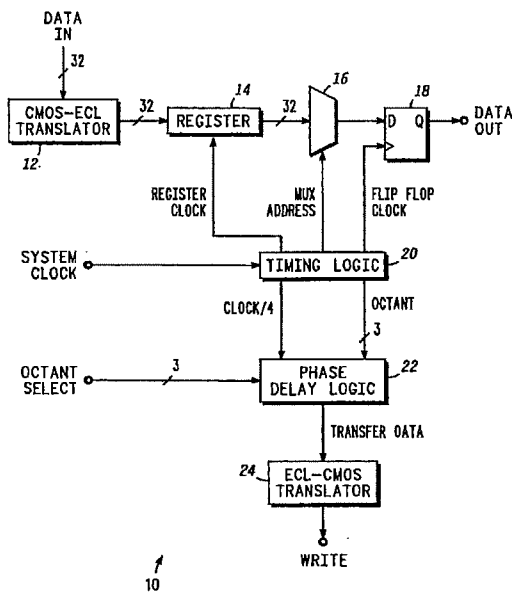 DATA
IN
32
CMOS-ECL
TRANSLATOR
12
32
14
REGISTER
32
16
18
D Q
DATA
OUT
REGISTER
CLOCK
MUX
ADDRESS
FLIP FLOP
CLOCK
SYSTEM
CLOCK
TIMING LOGIC
20
CLOCK/4
OCTANT
3
OCTANT
SELECT
3
PHASE
DELAY LOGIC
22
TRANSFER DATA
24
ECL-CMOS
TRANSLATOR
WRITE
10